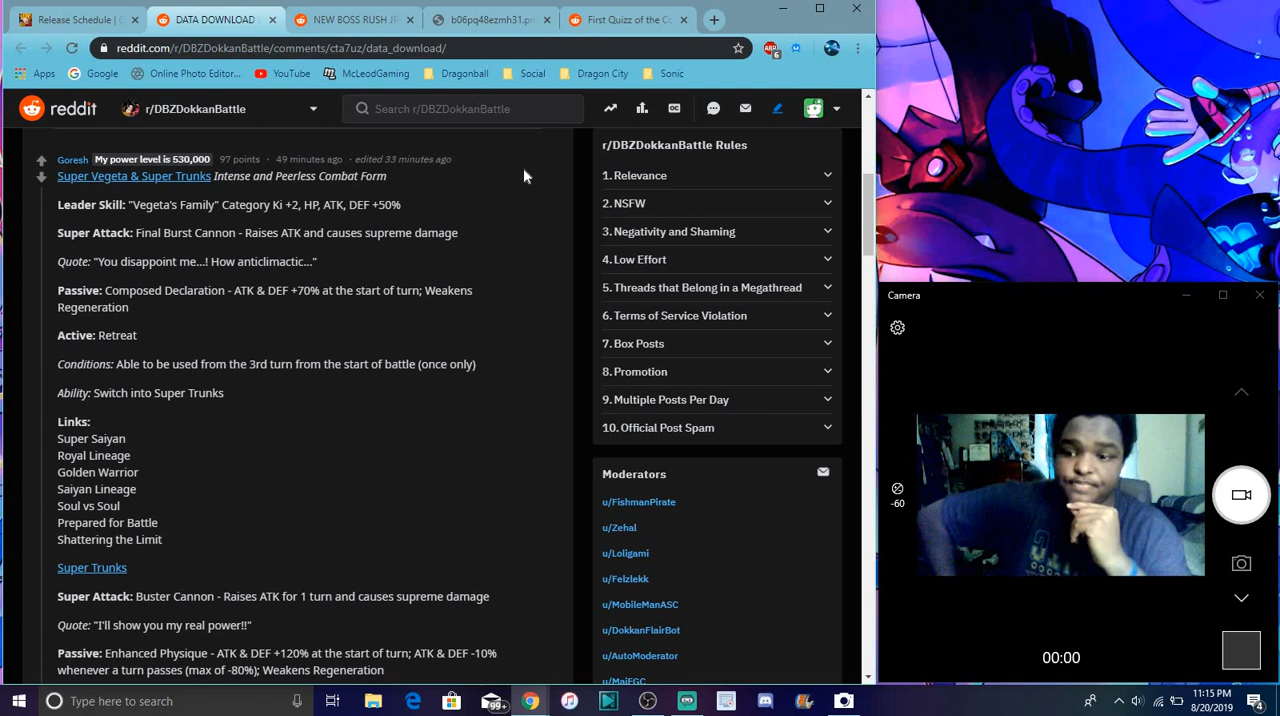 Release Schedule | C
DATA DOWNLOAD
NEW BOSS RUSH JP
b06pq48ezmh31.pn
First Quizz of the Co
reddit.com/r/DBZDokkanBattle/comments/cta7uz/data_download/
Apps
Google
Online Photo Editor...
YouTube
McLeodGaming
Dragonball
Social
Dragon City
Sonic
reddit
r/DBZDokkanBattle
Search r/DBZDokkanBattle
Goresh My power level is 530,000 97 points · 49 minutes ago · edited 33 minutes ago
Super Vegeta & Super Trunks Intense and Peerless Combat Form
Leader Skill: "Vegeta's Family" Category Ki +2, HP, ATK, DEF +50%
Super Attack: Final Burst Cannon - Raises ATK and causes supreme damage
Quote: "You disappoint me...! How anticlimactic..."
Passive: Composed Declaration - ATK & DEF +70% at the start of turn; Weakens
Regeneration
Active: Retreat
Conditions: Able to be used from the 3rd turn from the start of battle (once only)
Ability: Switch into Super Trunks
Links:
Super Saiyan
Royal Lineage
Golden Warrior
Saiyan Lineage
Soul vs Soul
Prepared for Battle
Shattering the Limit
Super Trunks
Super Attack: Buster Cannon - Raises ATK for 1 turn and causes supreme damage
Quote: "I'll show you my real power!!"
Passive: Enhanced Physique - ATK & DEF +120% at the start of turn; ATK & DEF -10%
whenever a turn passes (max of -80%); Weakens Regeneration
r/DBZDokkanBattle Rules
1. Relevance
2. NSFW
3. Negativity and Shaming
4. Low Effort
5. Threads that Belong in a Megathread
6. Terms of Service Violation
7. Box Posts
8. Promotion
9. Multiple Posts Per Day
10. Official Post Spam
Moderators
u/FishmanPirate
u/Zehal
u/Loligami
u/Felzlekk
u/MobileManASC
u/DokkanFlairBot
u/AutoModerator
u/MajFGC
Camera
-60
00:00
Type here to search
99+
11:15 PM
8/20/2019
4